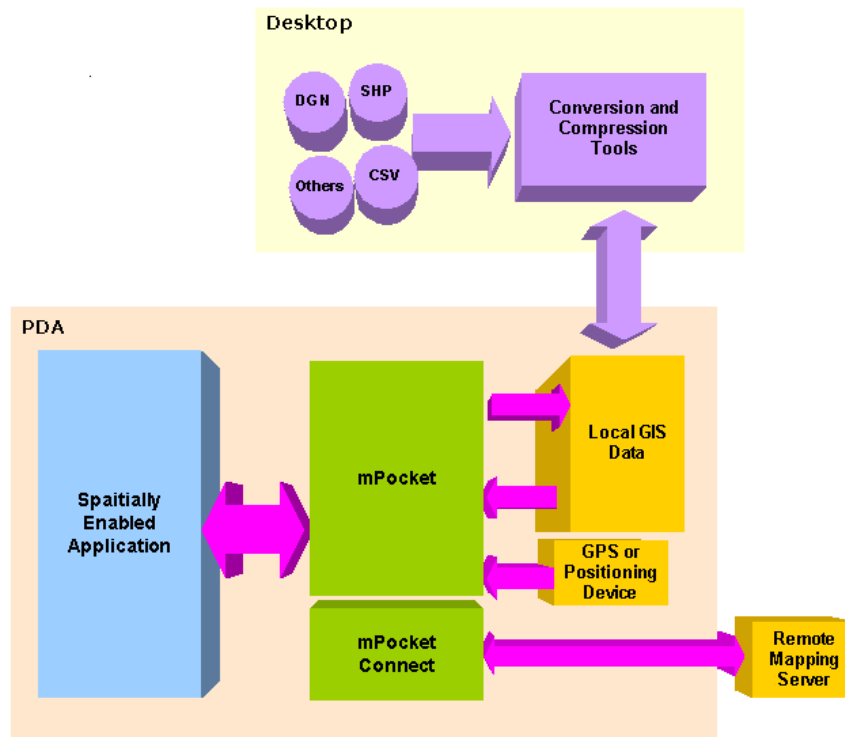 Desktop
DGN
SHP
Others
CSV
Conversion and
Compression
Tools
PDA
Spaitially
Enabled
Application
mPocket
Local GIS
Data
GPS or
Positioning
Device
mPocket
Connect
Remote
Mapping
Server